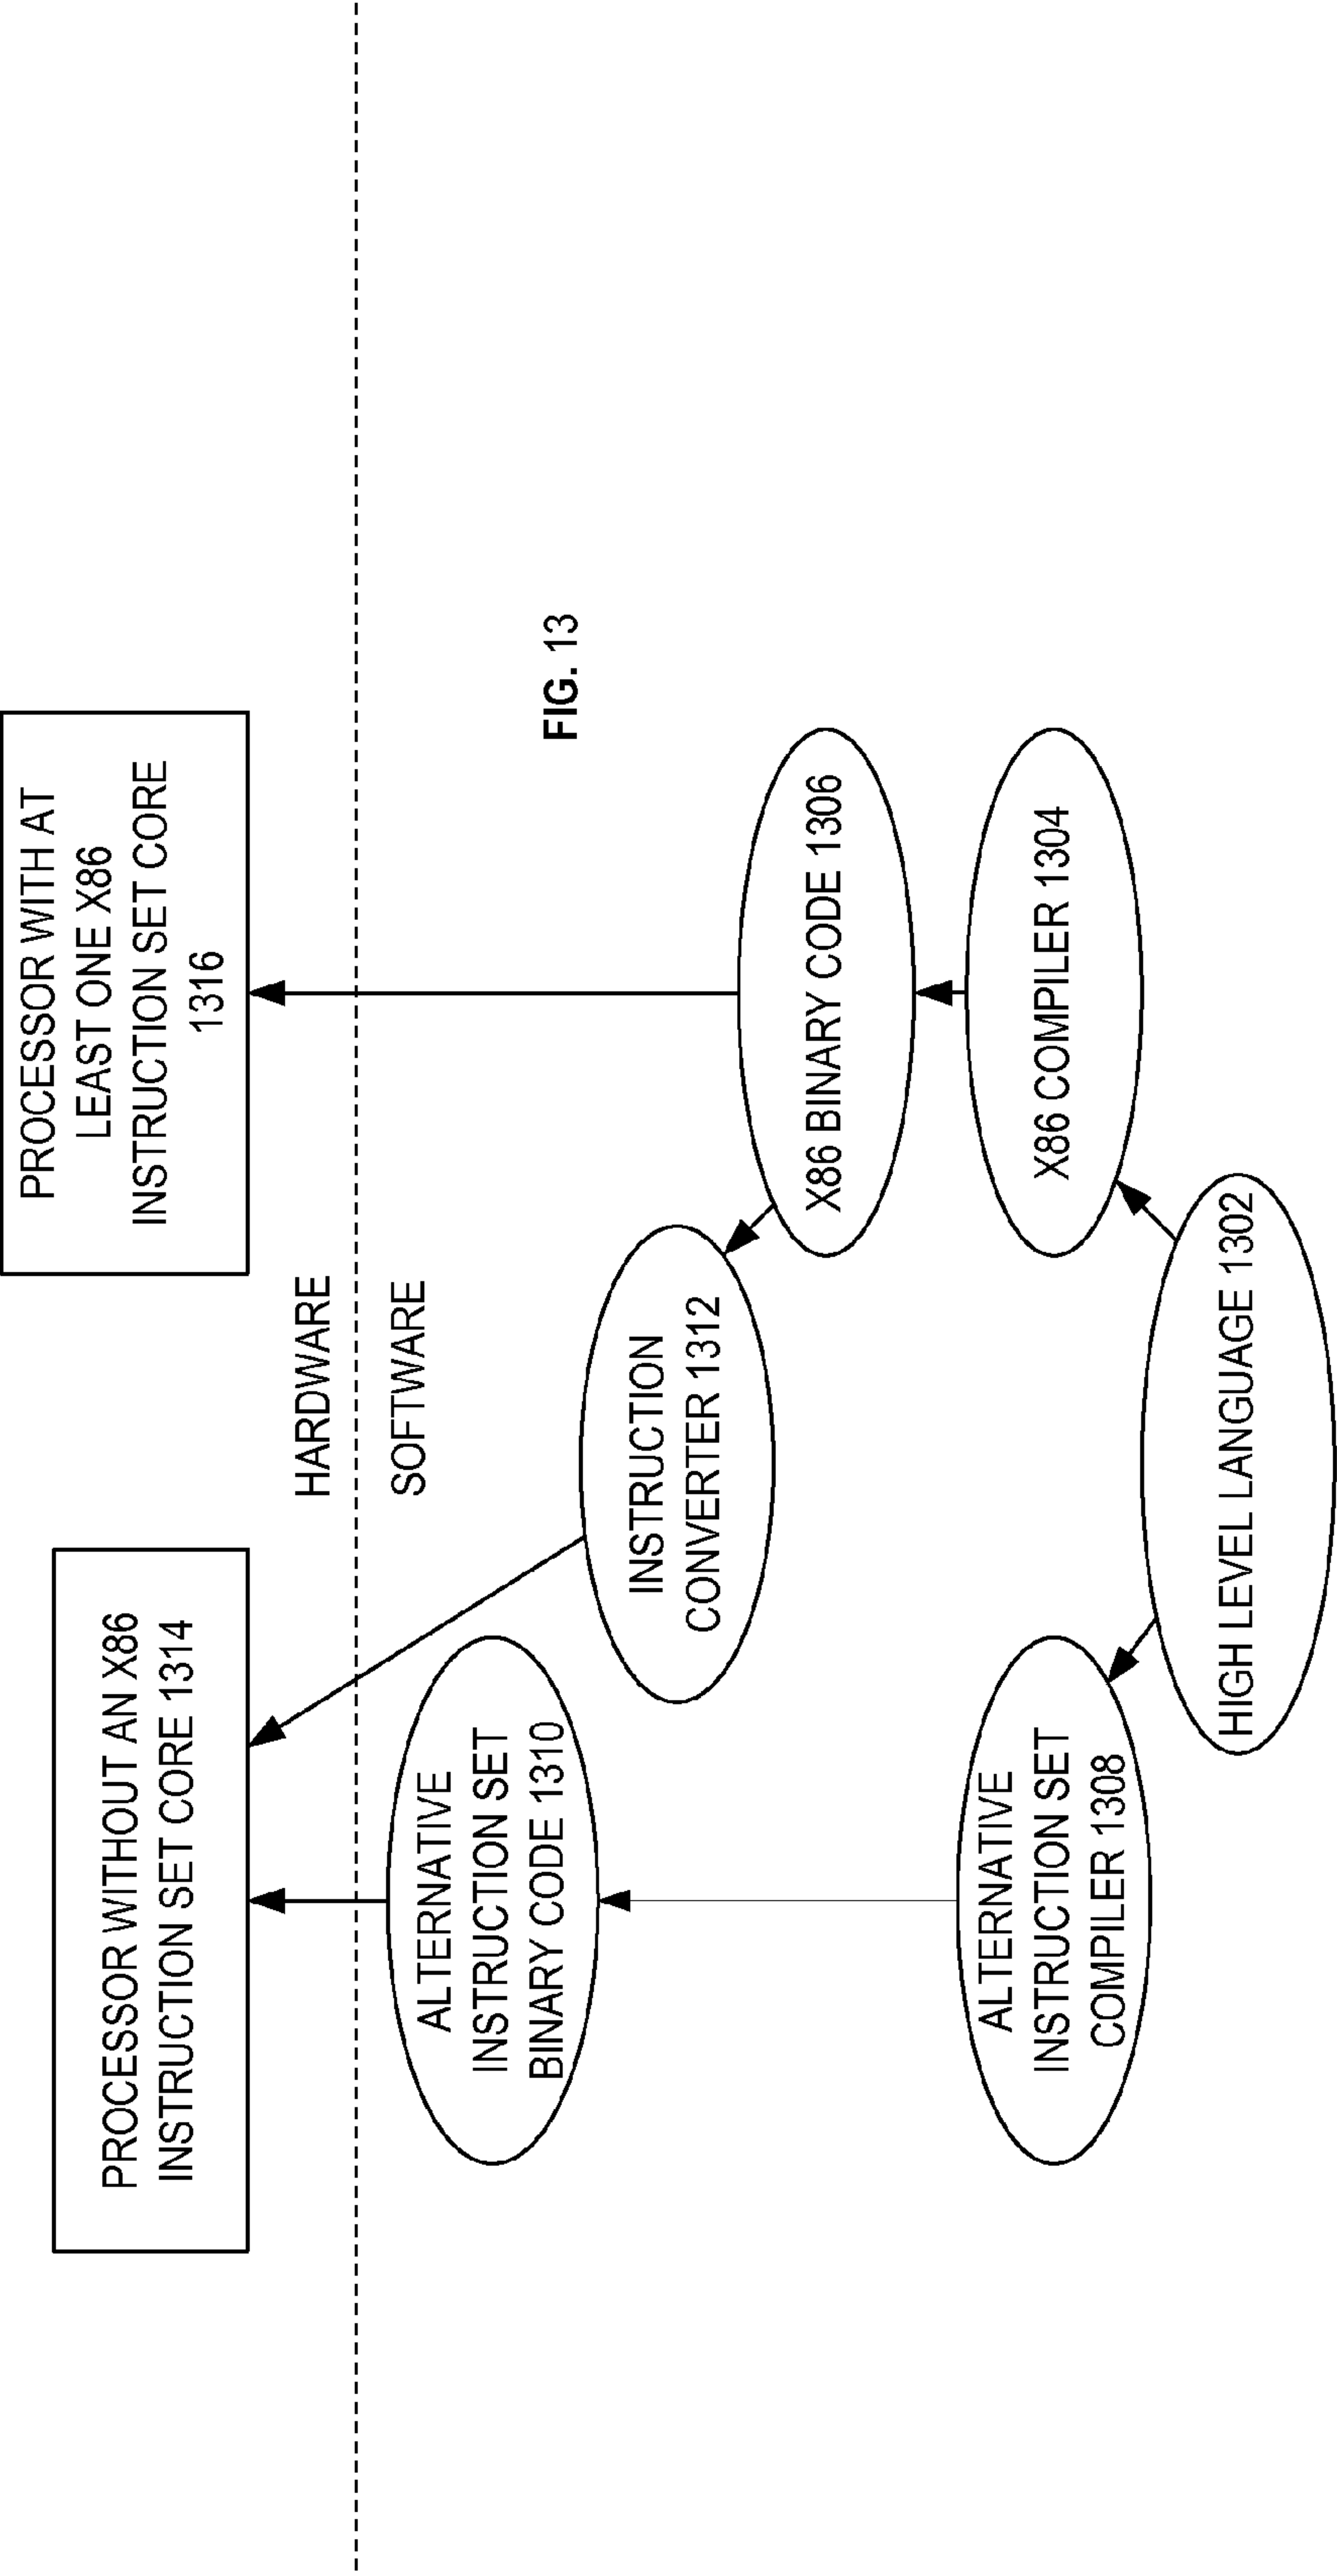 PROCESSOR WITHOUT AN X86
INSTRUCTION SET CORE 1314
PROCESSOR WITH AT
LEAST ONE X86
INSTRUCTION SET CORE
1316
HARDWARE
SOFTWARE
ALTERNATIVE
INSTRUCTION SET
BINARY CODE 1310
INSTRUCTION
CONVERTER 1312
FIG. 13
X86 BINARY CODE 1306
ALTERNATIVE
INSTRUCTION SET
COMPILER 1308
X86 COMPILER 1304
HIGH LEVEL LANGUAGE 1302